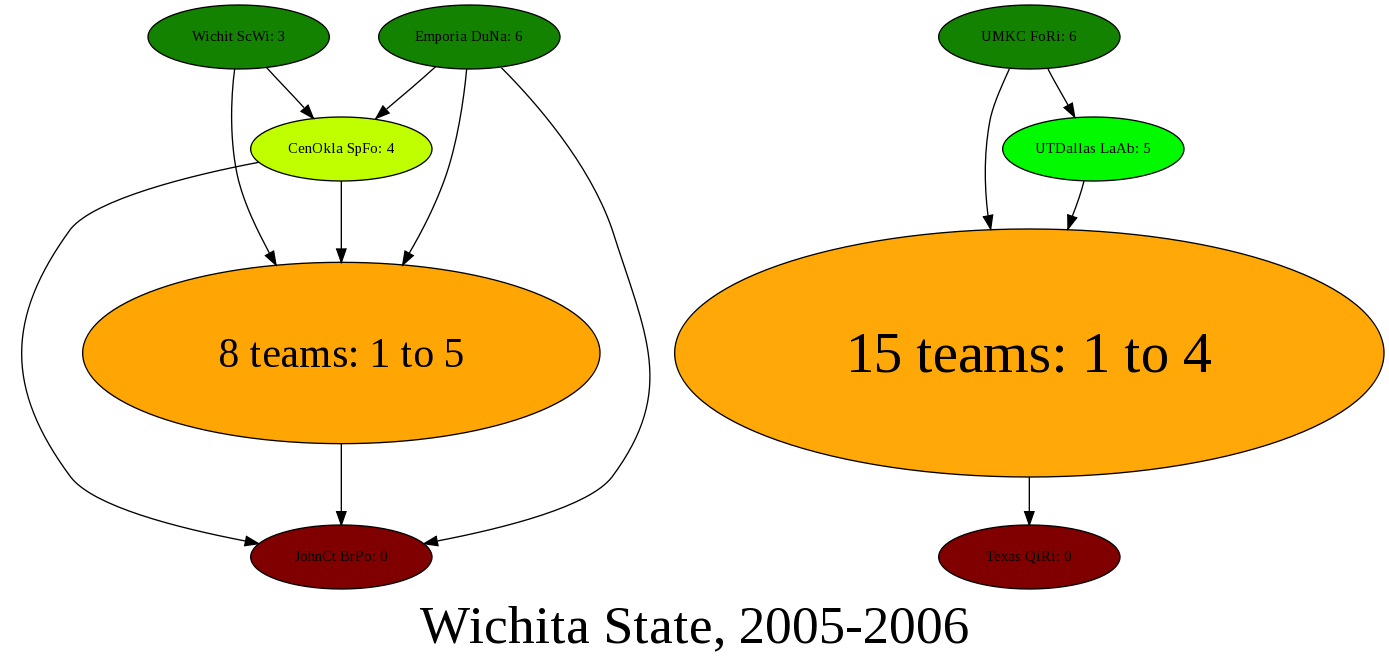 Wichit ScWi: 3
Emporia DuNa: 6
UMKC FoRi: 6
CenOkla SpFo: 4
UTDallas LaAb: 5
8 teams: 1 to 5
15 teams: 1 to 4
JohnCt BrPo: 0
Texas QiRi: 0
Wichita State, 2005-2006